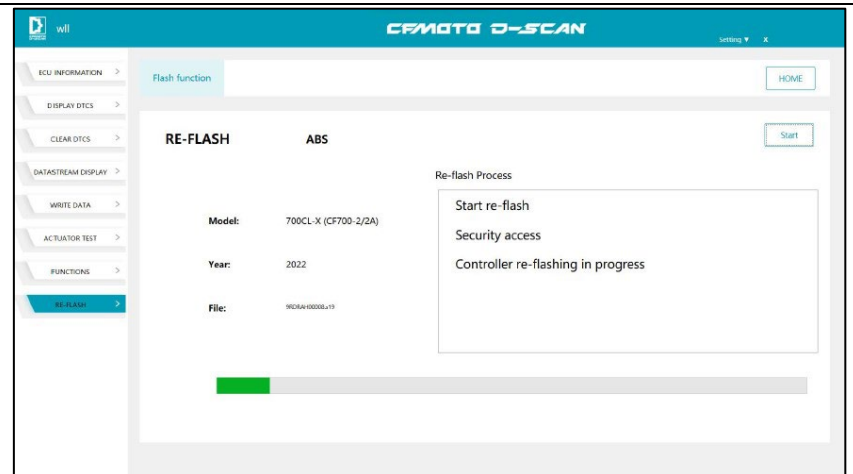 wll
CFMOTO D-SCAN
Setting ▼ X
ECU INFORMATION >
DISPLAY DTCS >
CLEAR DTCS >
DATASTREAM DISPLAY >
WRITE DATA >
ACTUATOR TEST >
FUNCTIONS >
RE-FLASH >
Flash function
HOME
RE-FLASH ABS
Start
Re-flash Process
Start re-flash
Security access
Controller re-flashing in progress
Model: 700CL-X (CF700-2/2A)
Year: 2022
File: